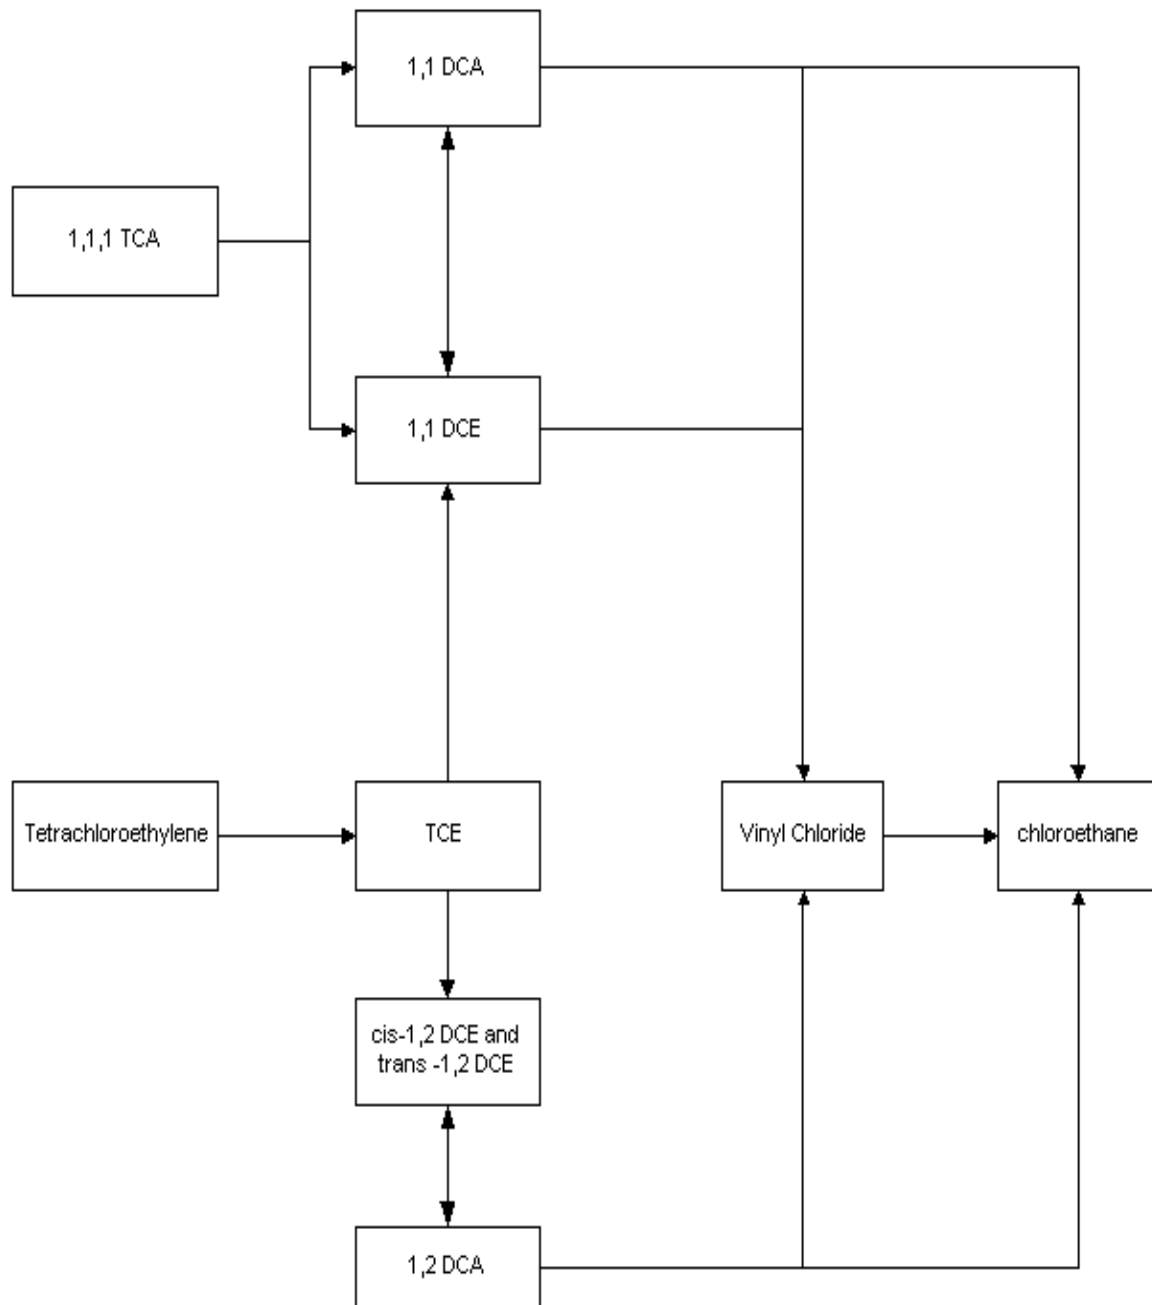 1,1 DCA
1,1,1 TCA
1,1 DCE
Tetrachloroethylene
TCE
Vinyl Chloride
chloroethane
cis-1,2 DCE and
trans -1,2 DCE
1,2 DCA